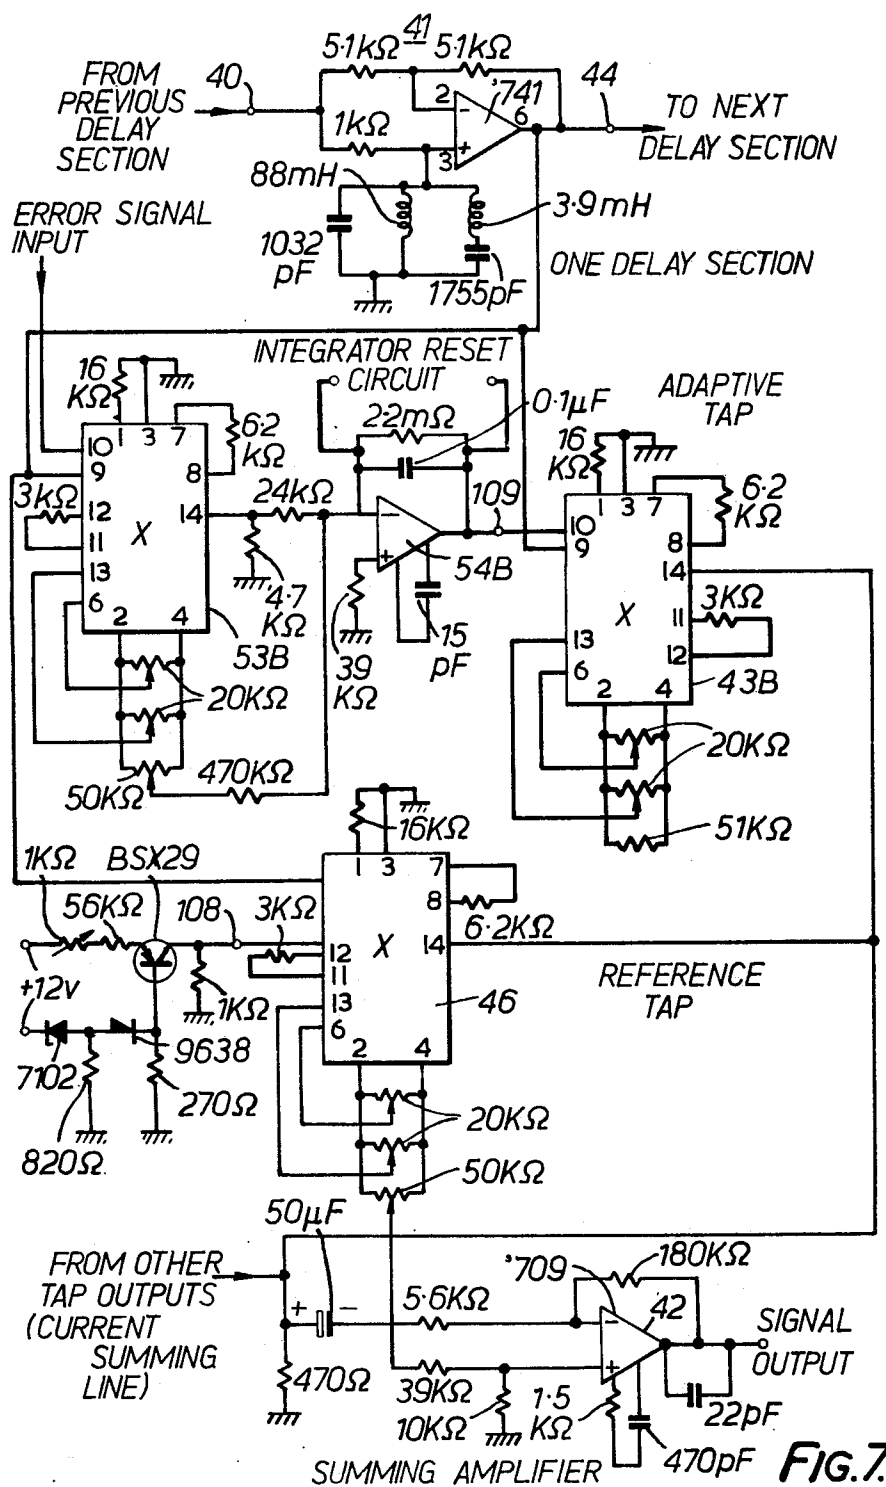 41
5·1kΩ
5·1kΩ
FROM
PREVIOUS
DELAY
SECTION
40
2
-
'741
6
44
TO NEXT
DELAY SECTION
1kΩ
3
+
88mH
3·9mH
ERROR SIGNAL
INPUT
1032
pF
1755pF
ONE DELAY SECTION
INTEGRATOR RESET
CIRCUIT
16
KΩ
1
3
7
6·2
kΩ
10
9
8
3kΩ
12
11
13
6
X
14
2
4
24kΩ
4·7
KΩ
53B
20KΩ
50KΩ
470KΩ
2·2mΩ
0·1µF
109
-
+
54B
39
KΩ
15
pF
ADAPTIVE
TAP
16
KΩ
1
3
7
6·2
KΩ
10
9
8
14
X
11
3KΩ
13
12
6
2
4
43B
20KΩ
51KΩ
16KΩ
1
3
7
8
6·2KΩ
1KΩ
BSX29
56KΩ
108
3KΩ
12
11
X
14
13
6
46
REFERENCE
TAP
+12v
1KΩ
2
4
7102
9638
270Ω
820Ω
20KΩ
50KΩ
50µF
FROM OTHER
TAP OUTPUTS
(CURRENT
SUMMING
LINE)
+
-
5·6KΩ
'709
180KΩ
-
42
SIGNAL
OUTPUT
+
470Ω
39KΩ
10KΩ
1·5
KΩ
22pF
470pF
SUMMING AMPLIFIER
FIG.7.